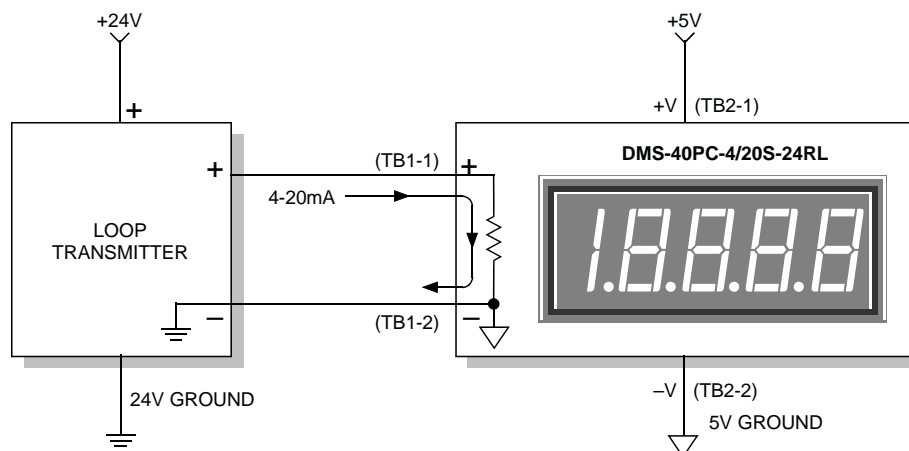 +24V
+5V
+
+V (TB2-1)
DMS-40PC-4/20S-24RL
+
(TB1-1)
+
4-20mA
LOOP
TRANSMITTER
1.8.8.8.8
–
(TB1-2)
–
24V GROUND
–V (TB2-2)
5V GROUND